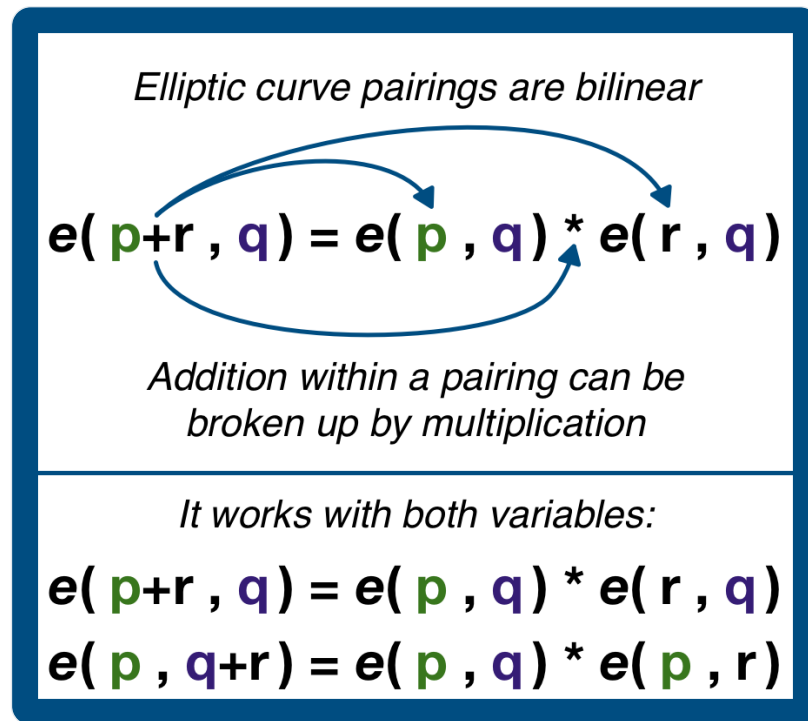 Elliptic curve pairings are bilinear
e( p+r , q ) = e( p , q ) * e( r , q )
Addition within a pairing can be
broken up by multiplication
It works with both variables:
e( p+r , q ) = e( p , q ) * e( r , q )
e( p , q+r ) = e( p , q ) * e( p , r )